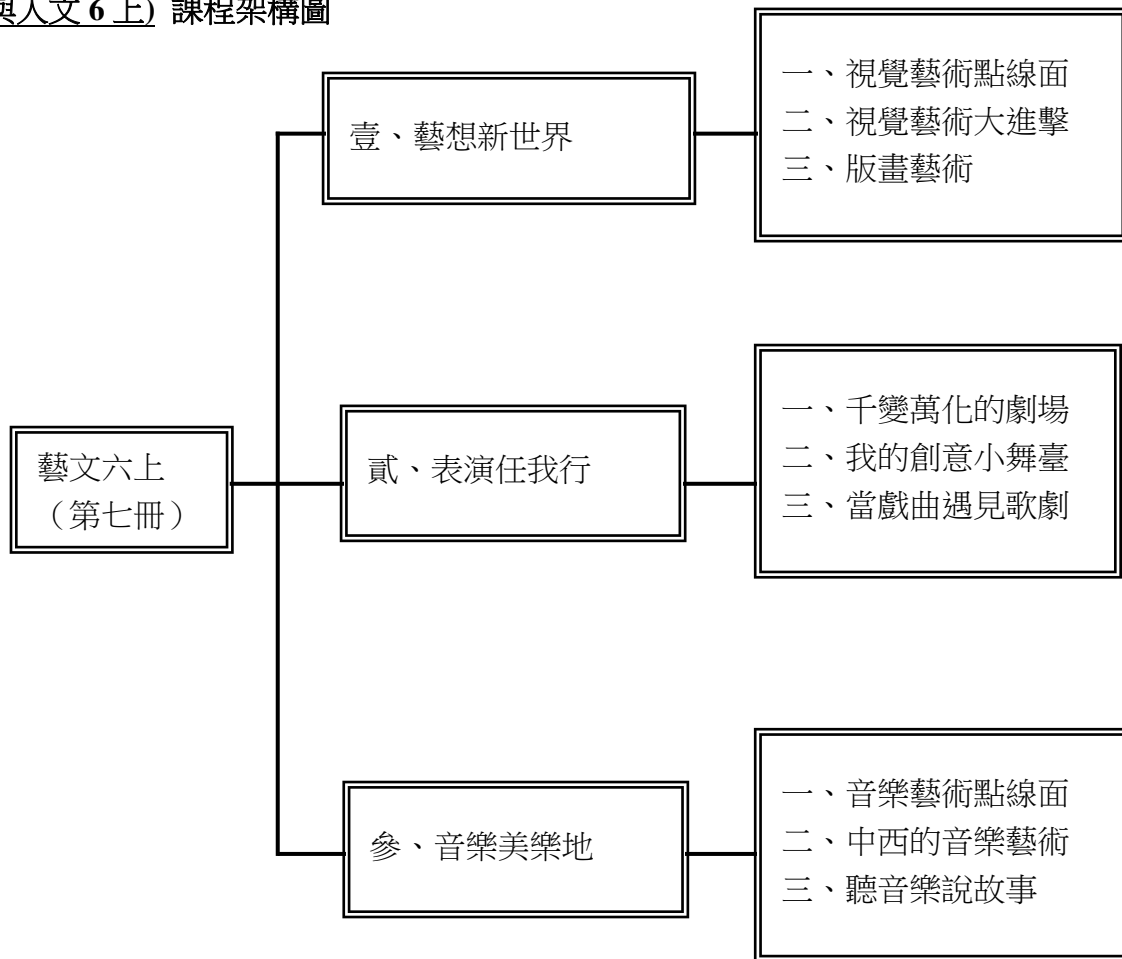 與人文 6 上) 課程架構圖
藝文六上
（第七冊）
壹、藝想新世界
一、視覺藝術點線面
二、視覺藝術大進擊
三、版畫藝術
貳、表演任我行
一、千變萬化的劇場
二、我的創意小舞臺
三、當戲曲遇見歌劇
參、音樂美樂地
一、音樂藝術點線面
二、中西的音樂藝術
三、聽音樂說故事